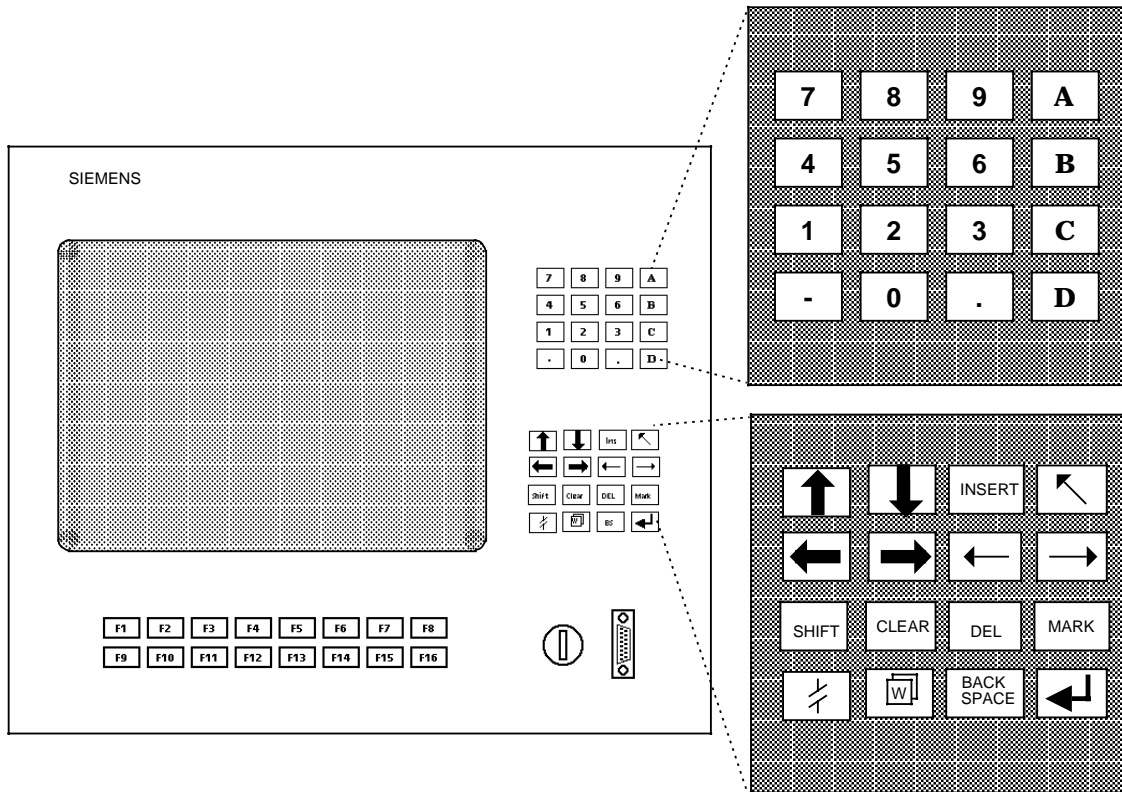 SIEMENS
7 8 9 A
4 5 6 B
1 2 3 C
. 0 . D
Ins
Shift Clear DEL Mark
W BS
F1 F2 F3 F4 F5 F6 F7 F8
F9 F10 F11 F12 F13 F14 F15 F16
7 8 9 A
4 5 6 B
1 2 3 C
- 0 . D
INSERT
SHIFT CLEAR DEL MARK
W BACK
SPACE